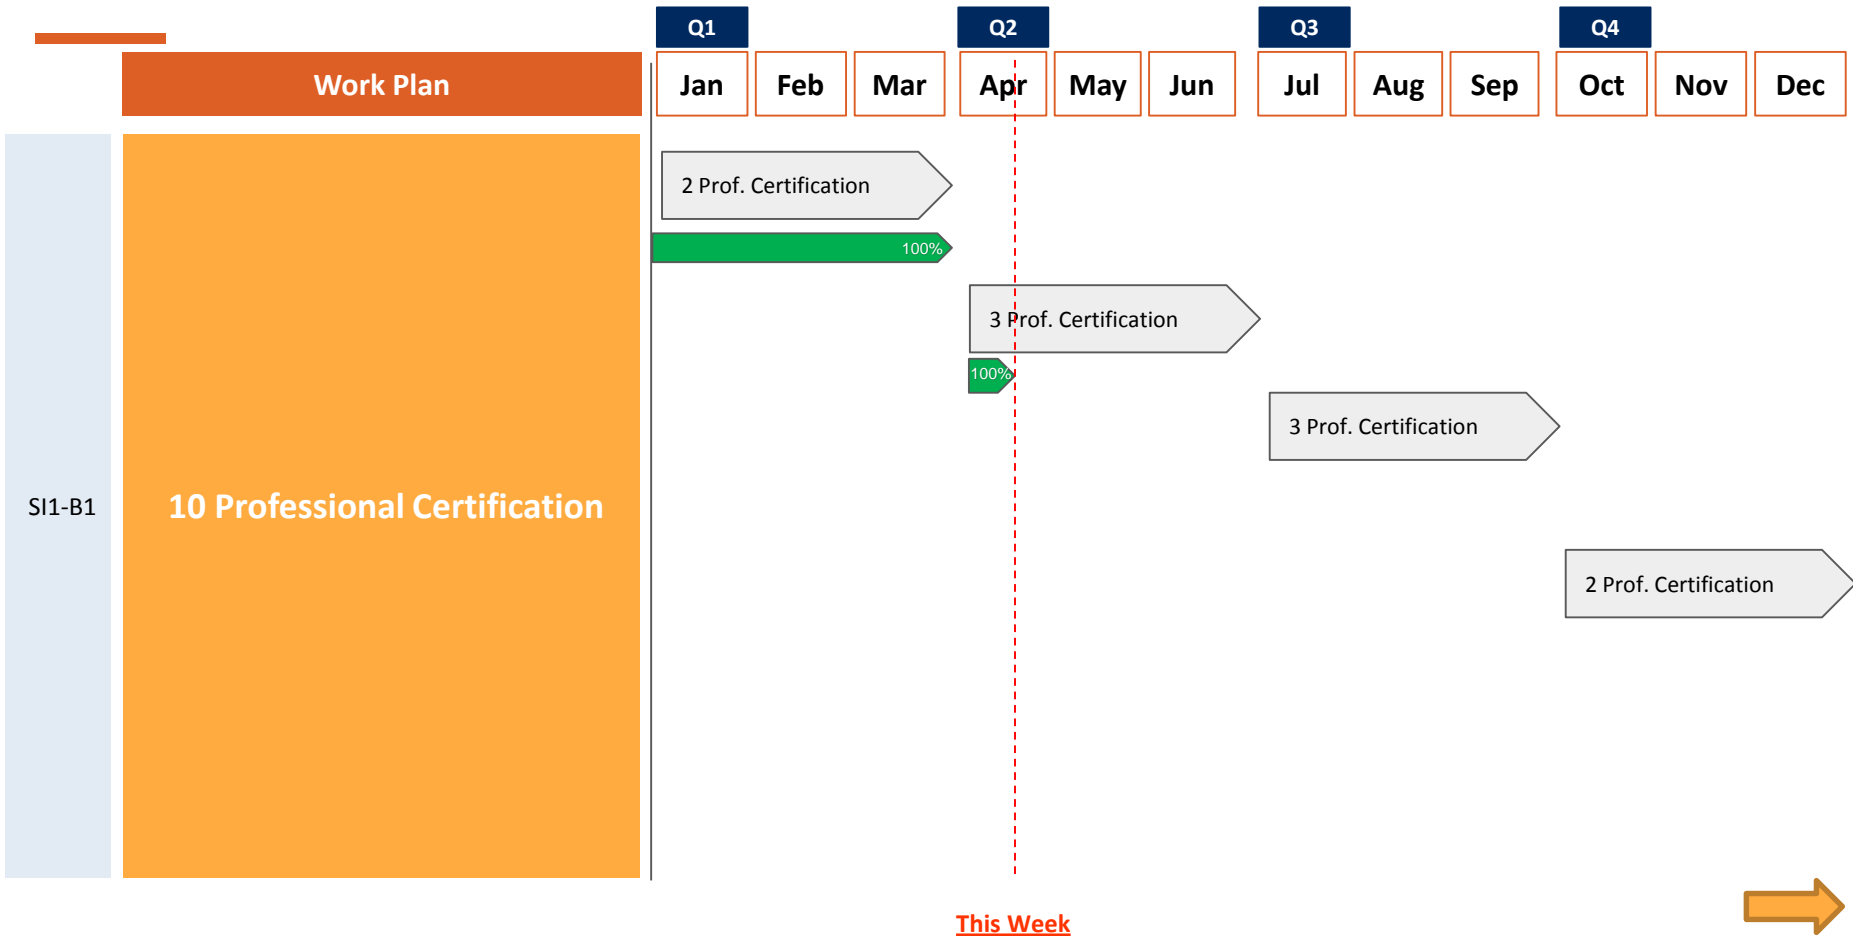 Q1 Q2 Q3 Q4
Work Plan Jan Feb Mar Apr May Jun Jul Aug Sep Oct Nov Dec
2 Prof. Certification
100%
3 Prof. Certification
100%
3 Prof. Certification
SI1-B1 10 Professional Certification
2 Prof. Certification
This Week